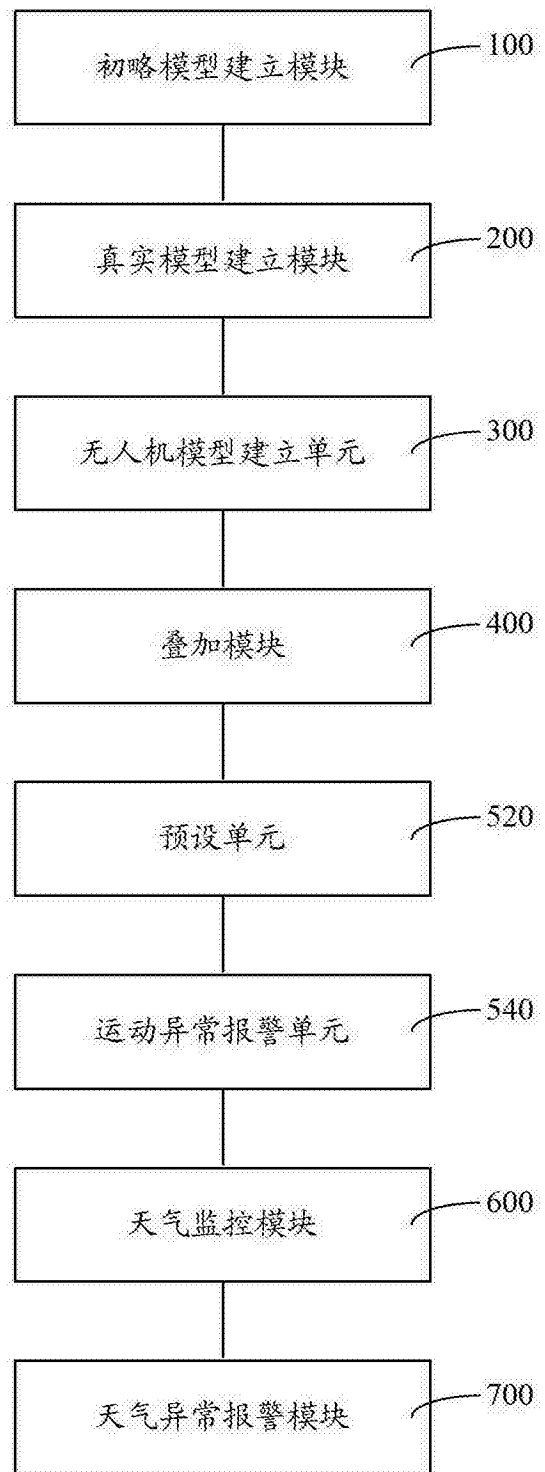 初略模型建立模块
100
真实模型建立模块
200
无人机模型建立单元
300
叠加模块
400
预设单元
520
运动异常报警单元
540
天气监控模块
600
天气异常报警模块
700